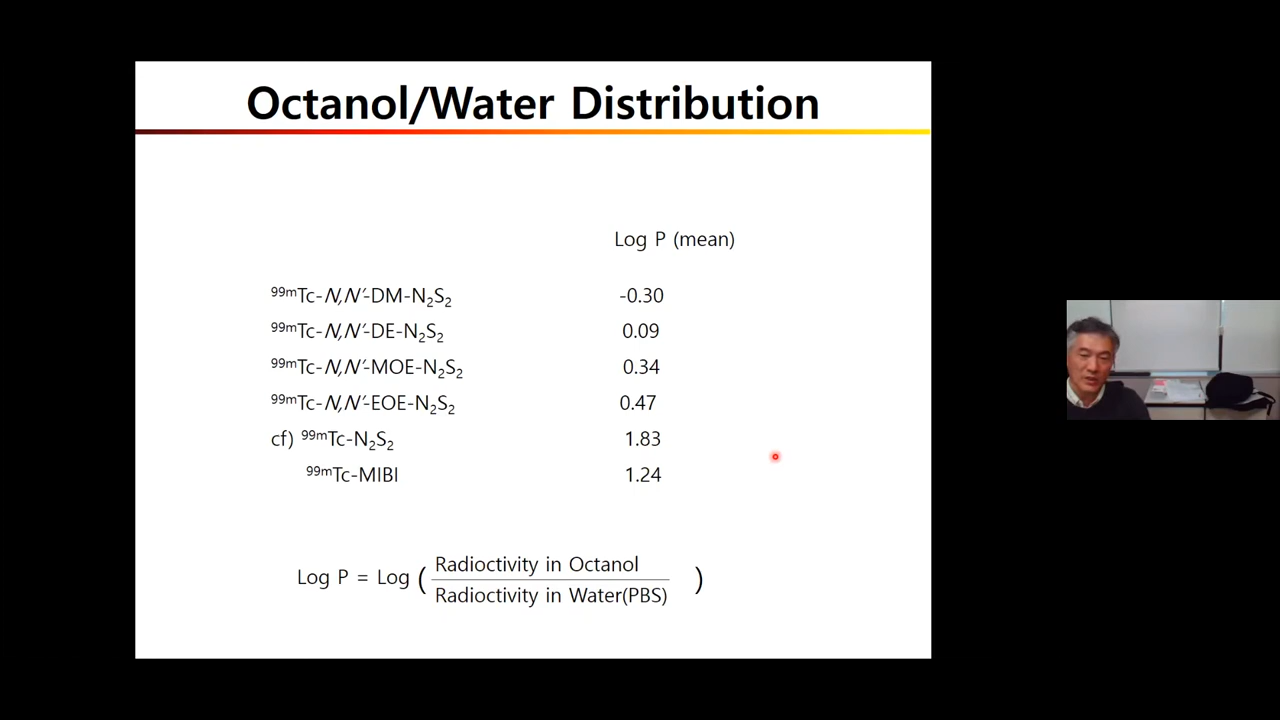 Octanol/Water Distribution
Log P (mean)
⁹⁹ᵐTc-N,N'-DM-N₂S₂ -0.30
⁹⁹ᵐTc-N,N'-DE-N₂S₂ 0.09
⁹⁹ᵐTc-N,N'-MOE-N₂S₂ 0.34
⁹⁹ᵐTc-N,N'-EOE-N₂S₂ 0.47
cf) ⁹⁹ᵐTc-N₂S₂ 1.83
⁹⁹ᵐTc-MIBI 1.24
Radioctivity in Octanol
Log P = Log ( )
Radioctivity in Water(PBS)